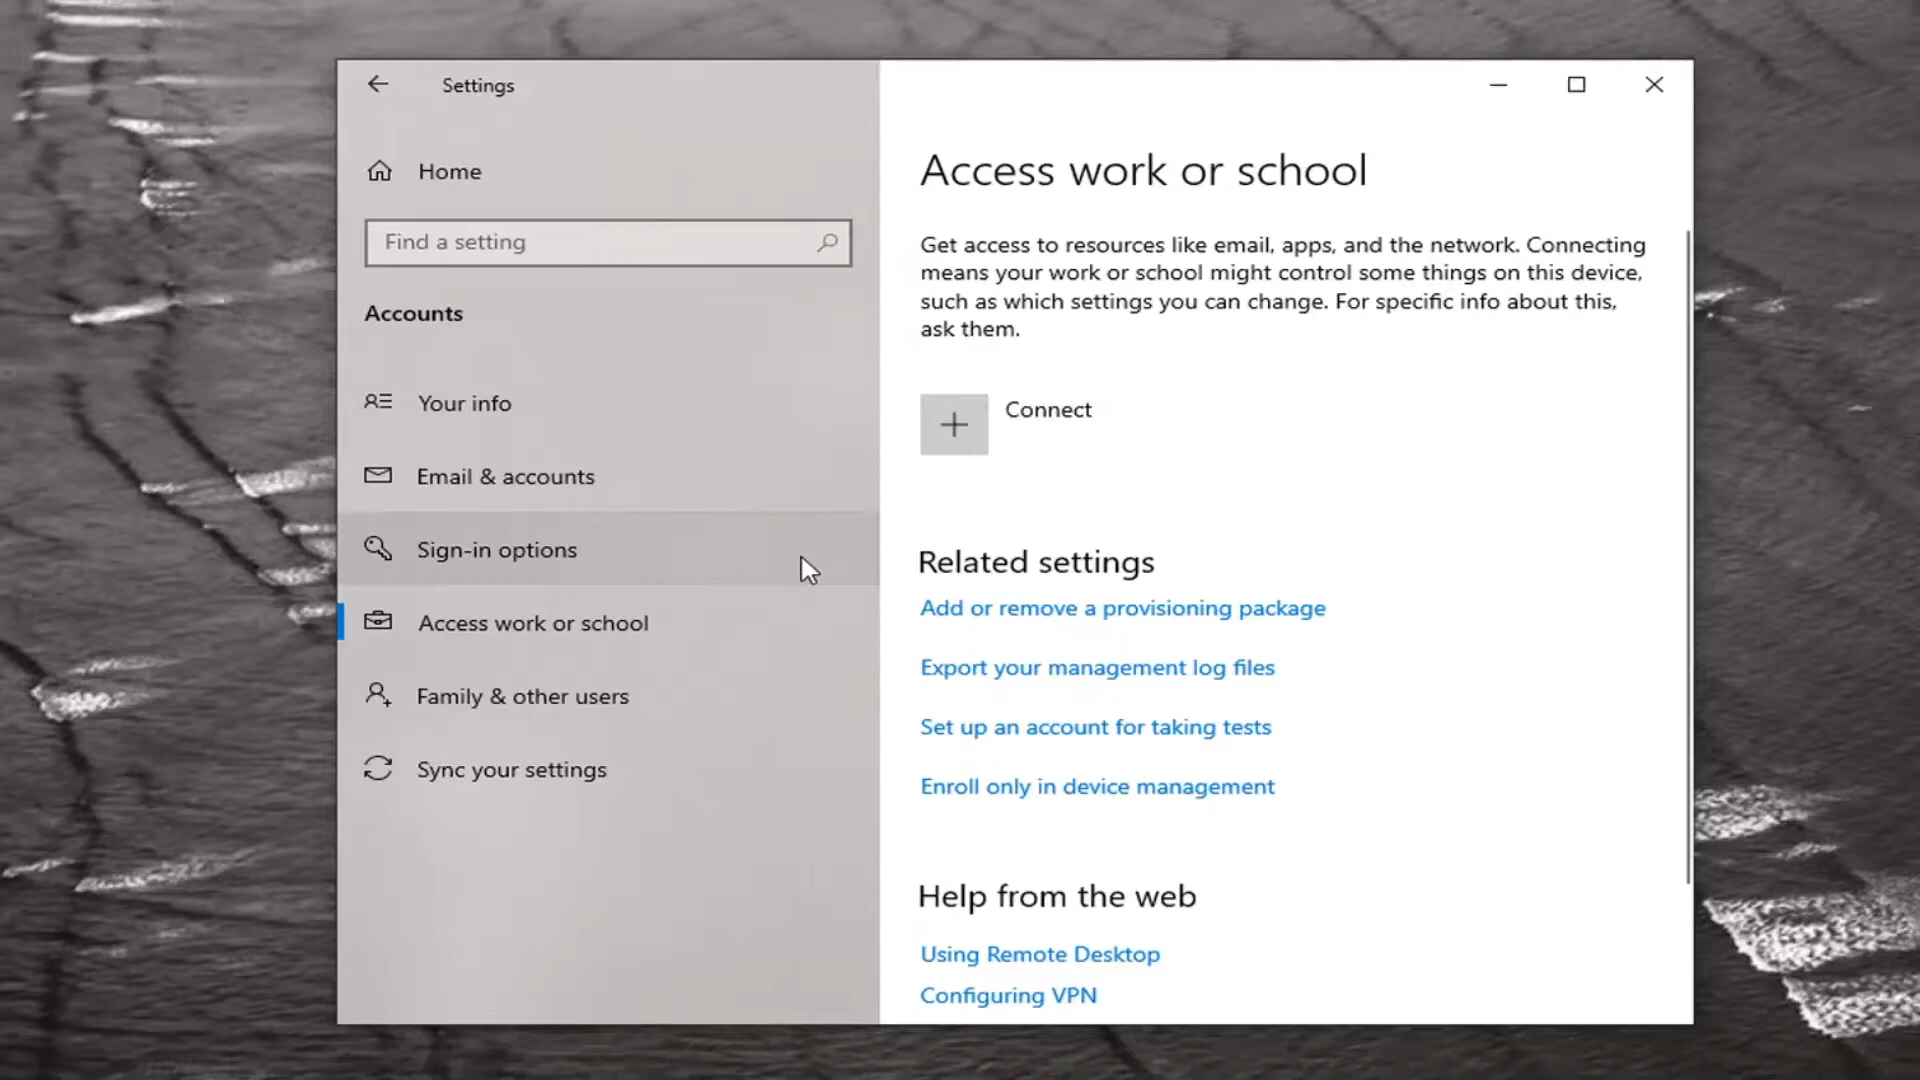 Settings
Home
Find a setting
Accounts
Your info
Email & accounts
Sign-in options
Access work or school
Family & other users
Sync your settings
Access work or school
Get access to resources like email, apps, and the network. Connecting
means your work or school might control some things on this device,
such as which settings you can change. For specific info about this,
ask them.
Connect
Related settings
Add or remove a provisioning package
Export your management log files
Set up an account for taking tests
Enroll only in device management
Help from the web
Using Remote Desktop
Configuring VPN